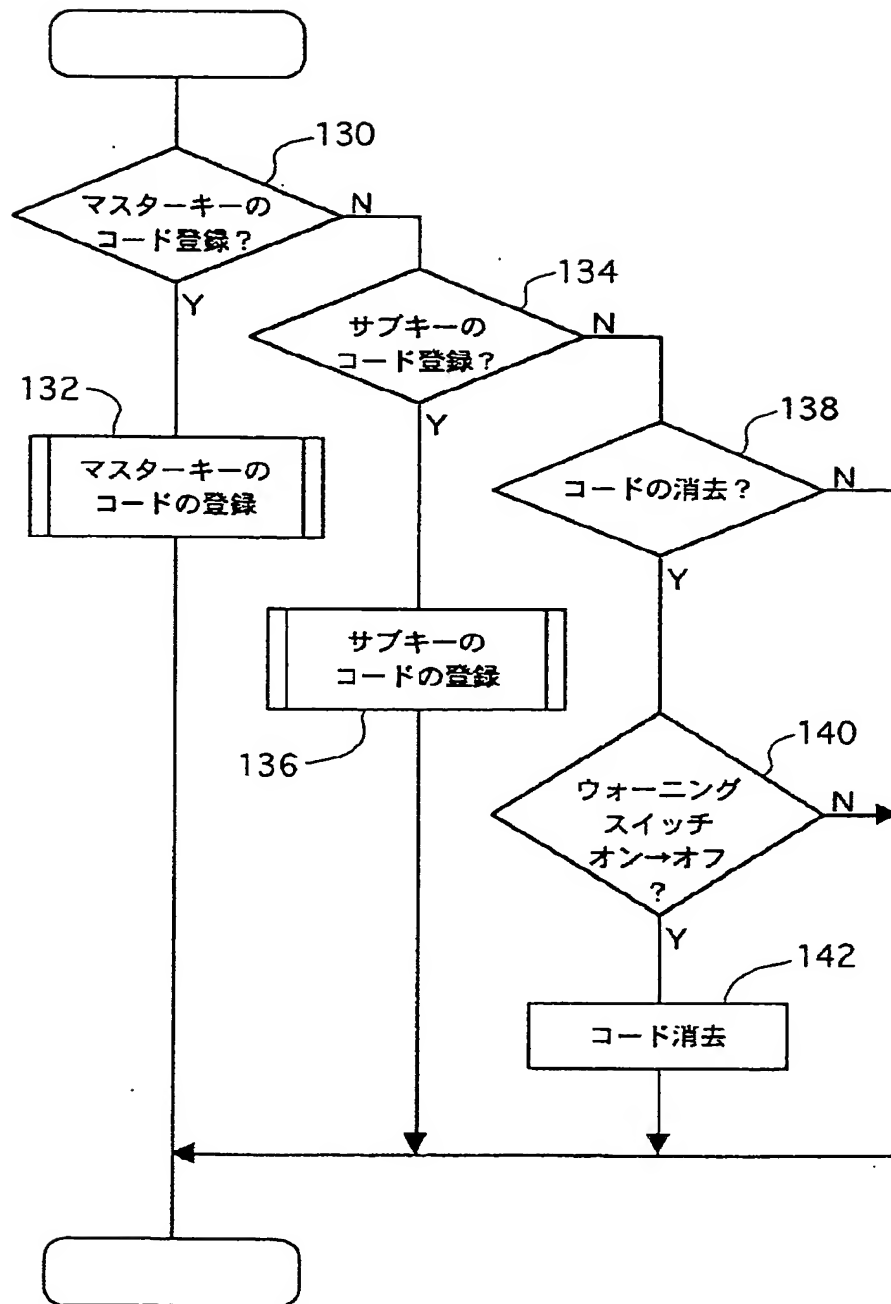 130
マスターキーの
コード登録？
N
Y
134
サブキーの
コード登録？
N
Y
132
マスターキーの
コードの登録
138
コードの消去？
N
Y
サブキーの
コードの登録
136
140
ウォーニング
スイッチ
オン→オフ
？
N
Y
142
コード消去